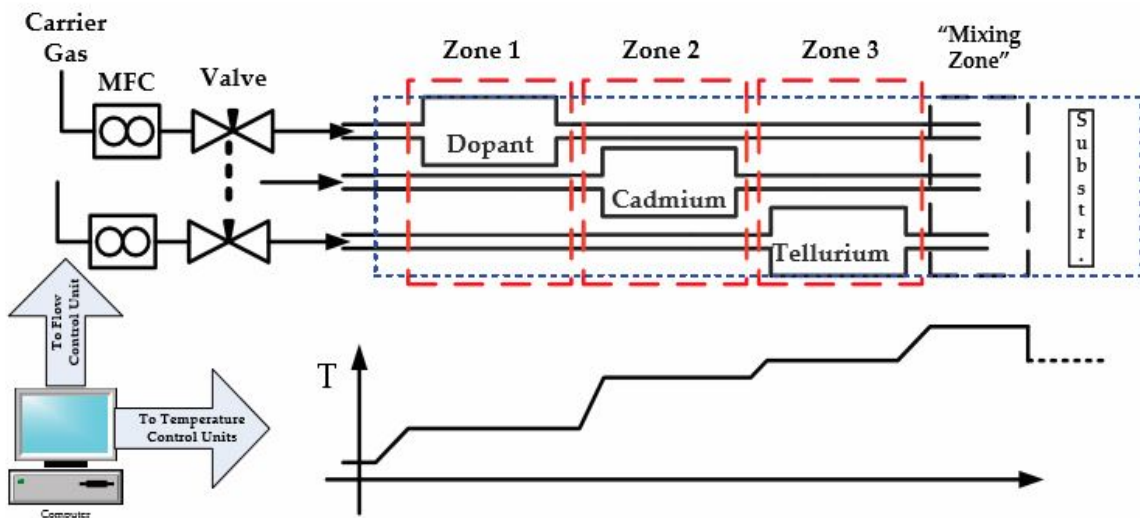 Carrier
Gas
MFC
Valve
Zone 1
Zone 2
Zone 3
“Mixing
Zone”
Dopant
Cadmium
Tellurium
Substr.
To Flow
Control Unit
To Temperature
Control Units
Computer
T